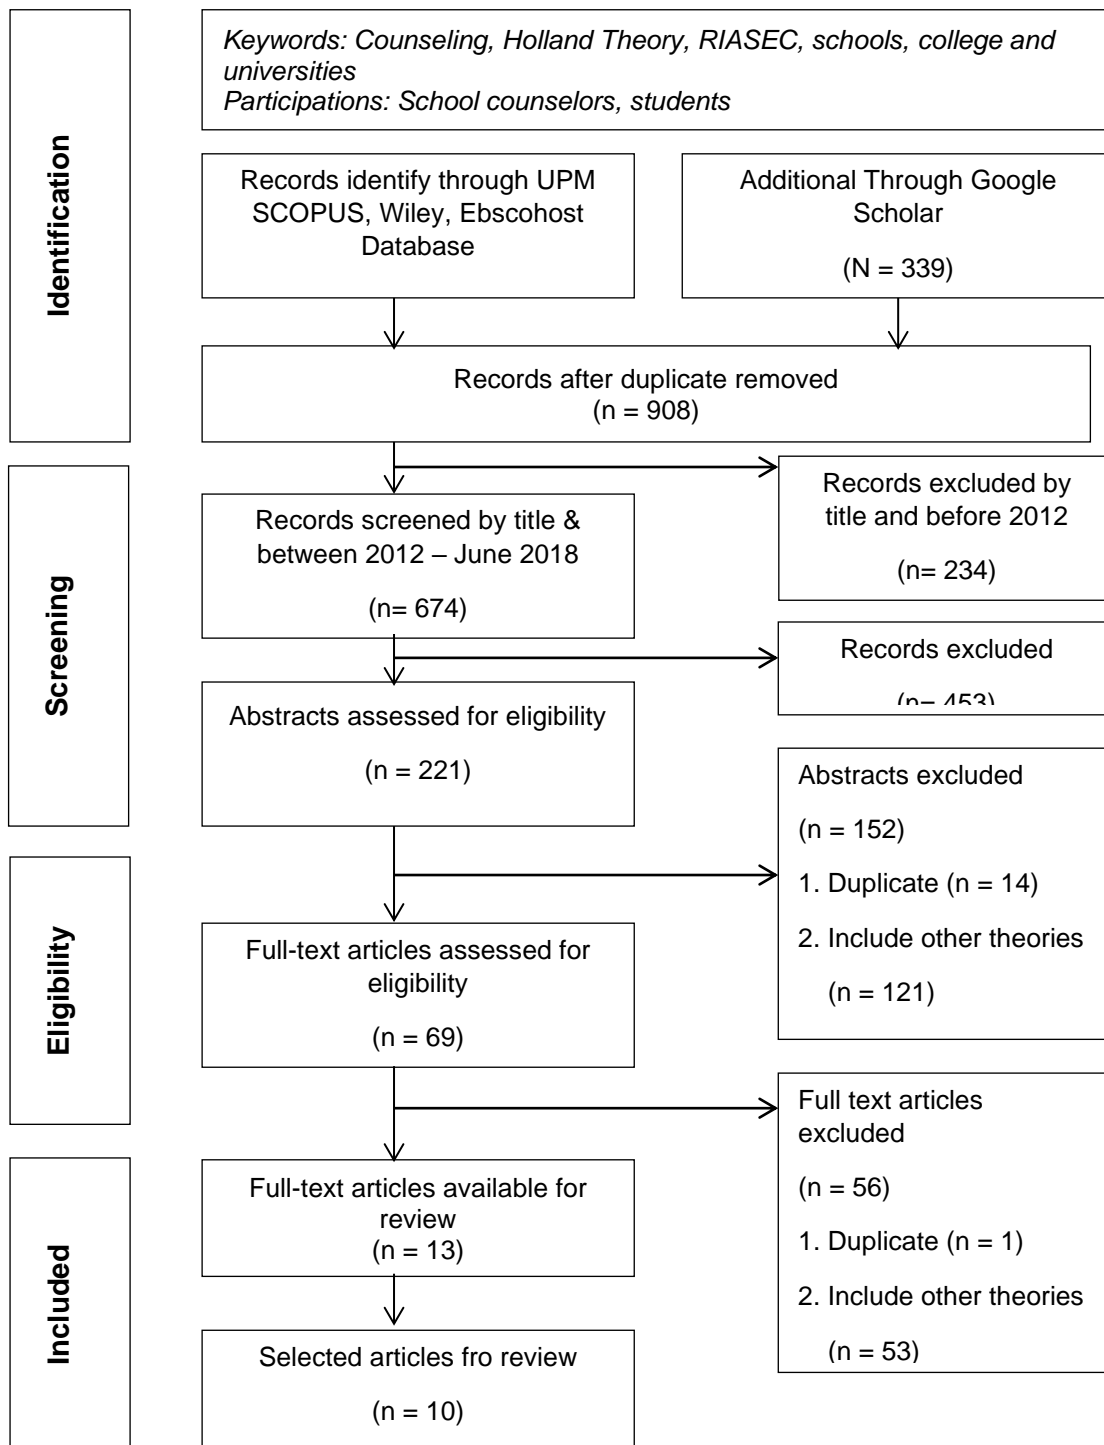 Keywords: Counseling, Holland Theory, RIASEC, schools, college and
universities
Participations: School counselors, students
Identification
Records identify through UPM
SCOPUS, Wiley, Ebscohost
Database
Additional Through Google
Scholar
(N = 339)
Records after duplicate removed
(n = 908)
Screening
Records screened by title &
between 2012 – June 2018
(n= 674)
Records excluded by
title and before 2012
(n= 234)
Records excluded
(n= 453)
Abstracts assessed for eligibility
(n = 221)
Abstracts excluded
(n = 152)
1. Duplicate (n = 14)
2. Include other theories
(n = 121)
Eligibility
Full-text articles assessed for
eligibility
(n = 69)
Full text articles
excluded
(n = 56)
1. Duplicate (n = 1)
2. Include other theories
(n = 53)
Included
Full-text articles available for
review
(n = 13)
Selected articles fro review
(n = 10)